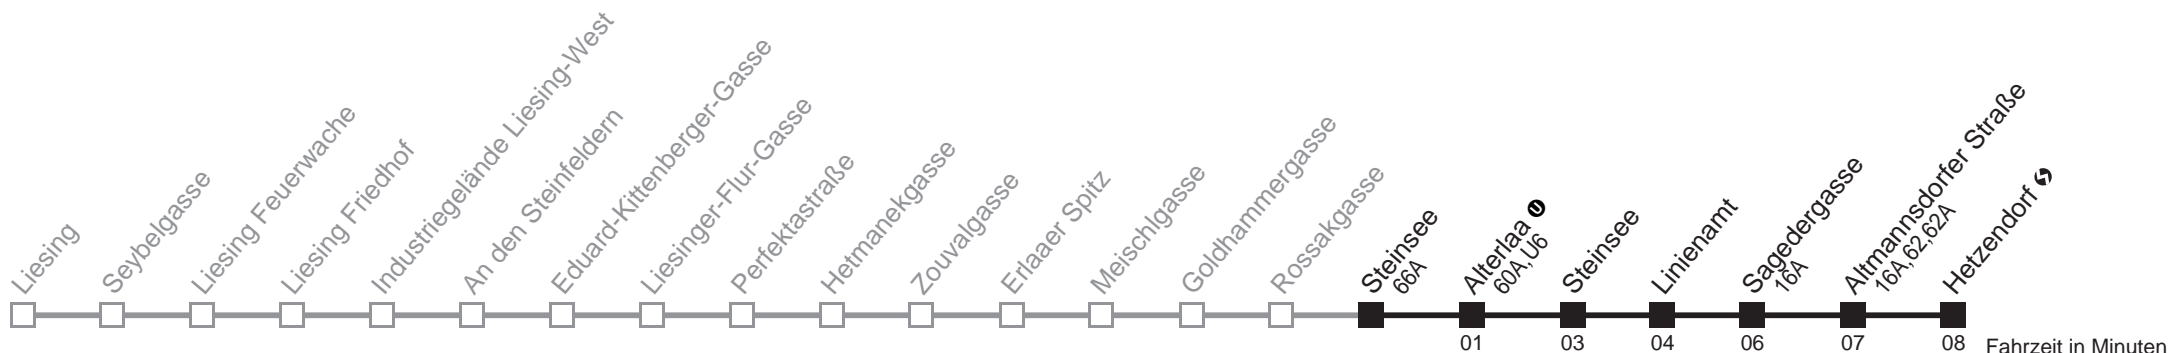 Liesing
Seybelgasse
Liesing Feuerwache
Liesing Friedhof
Industriegelände Liesing-West
An den Steinfeldern
Eduard-Kittenberger-Gasse
Liesinger-Flur-Gasse
Perfektastraße
Hetmanekgasse
Zouvalgasse
Erlaaer Spitz
Meischlgasse
Goldhammergasse
Rossakgasse
Steinsee
66A
Alterlaa U
60A,U6
Steinsee
Linienamt
Sagedergasse
16A
Altmannsdorfer Straße
16A,62,62A
Hetzendorf
01 03 04 06 07 08 Fahrzeit in Minuten